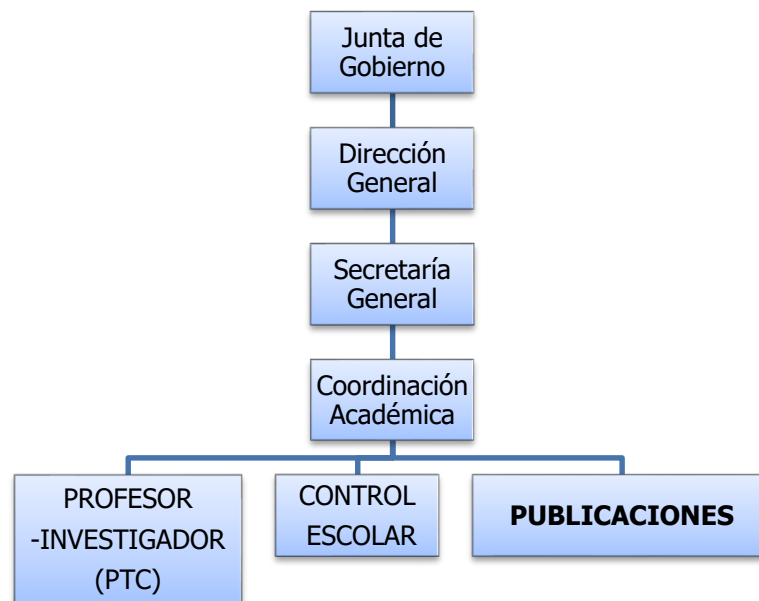 Junta de
Gobierno
Dirección
General
Secretaría
General
Coordinación
Académica
PROFESOR
-INVESTIGADOR
(PTC)
CONTROL
ESCOLAR
PUBLICACIONES